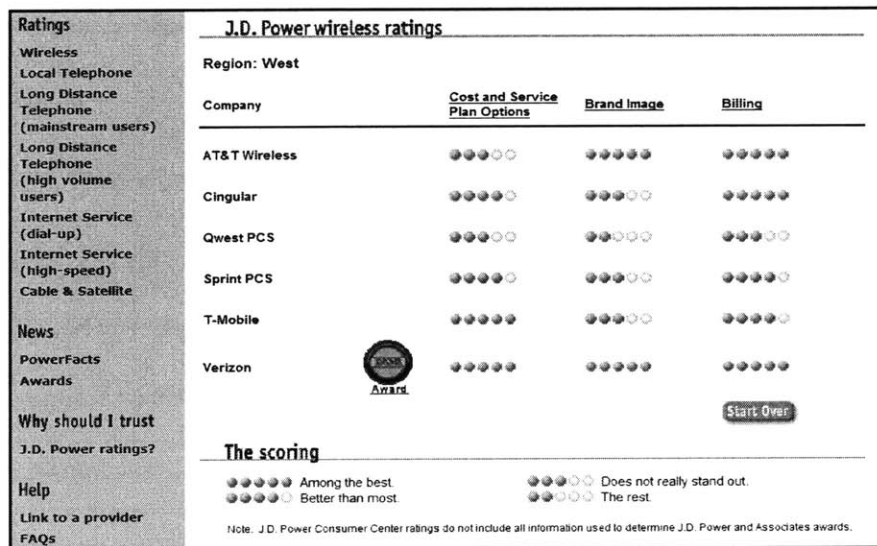 Ratings
Wireless
Local Telephone
Long Distance
Telephone
(mainstream users)
Long Distance
Telephone
(high volume
users)
Internet Service
(dial-up)
Internet Service
(high-speed)
Cable & Satellite
News
PowerFacts
Awards
Why should I trust
J.D. Power ratings?
Help
Link to a provider
FAQs
J.D. Power wireless ratings
Region: West
Company
Cost and Service
Plan Options
Brand Image
Billing
AT&T Wireless
Cingular
Qwest PCS
Sprint PCS
T-Mobile
Verizon
Award
Start Over
The scoring
Among the best.
Better than most.
Does not really stand out.
The rest.
Note: J.D. Power Consumer Center ratings do not include all information used to determine J.D. Power and Associates awards.